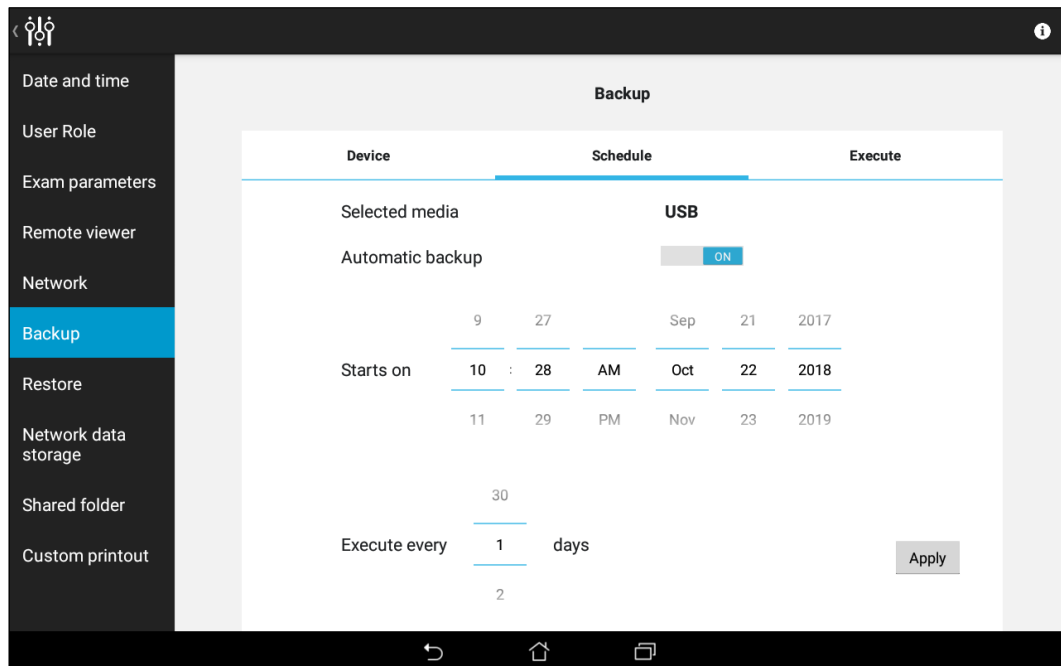 Date and time
User Role
Exam parameters
Remote viewer
Network
Backup
Restore
Network data
storage
Shared folder
Custom printout
Backup
Device Schedule Execute
Selected media USB
Automatic backup ON
9 27 Sep 21 2017
Starts on 10 : 28 AM Oct 22 2018
11 29 PM Nov 23 2019
30
Execute every 1 days
2
Apply